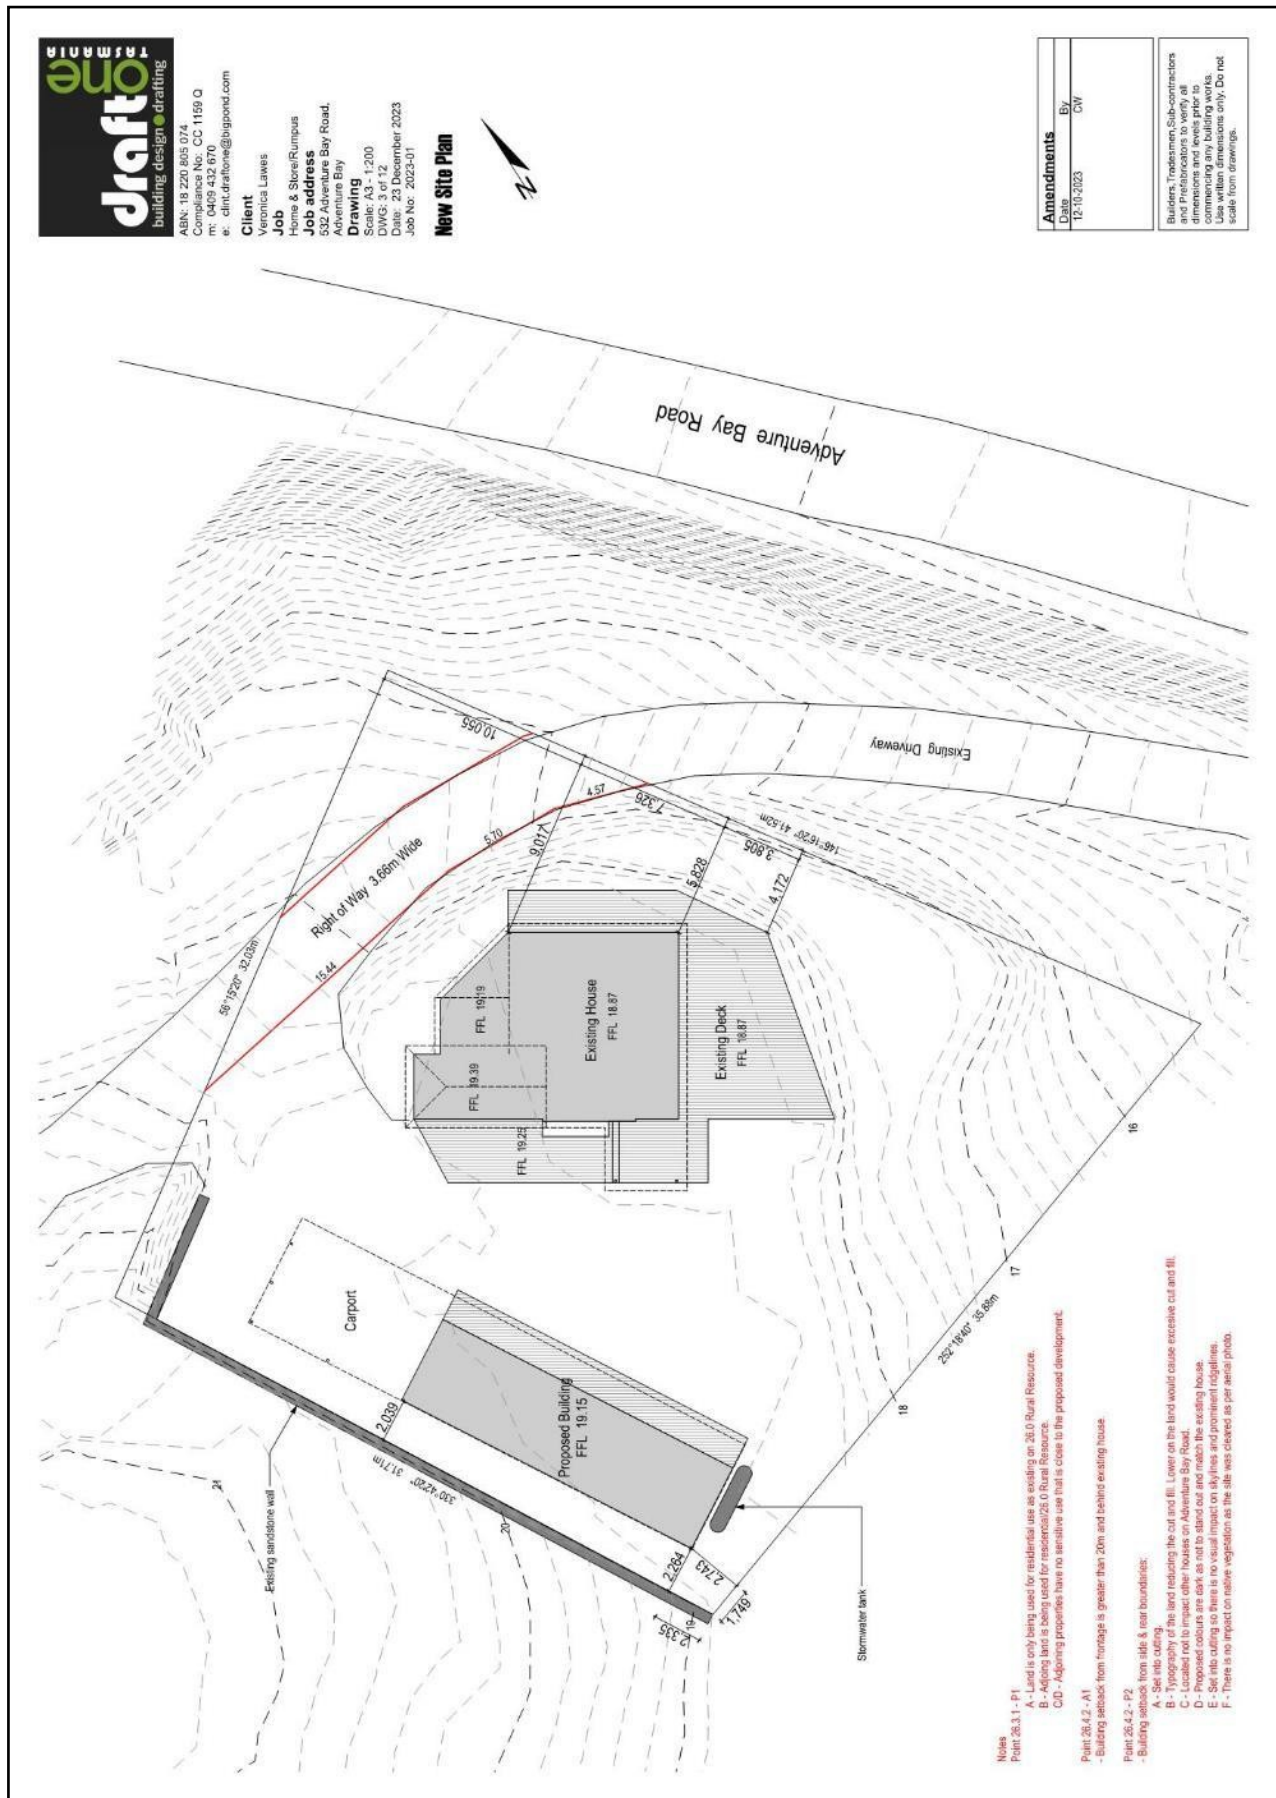 TASMANIA
one
draft
building design drafting
ABN: 18 220 805 074
Compliance No: CC 1159 Q
m: 0409 432 670
e: clint.draftone@bigpond.com
Client
Veronica Lawes
Job
Home & Store/Rumpus
Job address
532 Adventure Bay Road,
Adventure Bay
Drawing
Scale: A3 - 1:200
DWG: 3 of 12
Date: 23 December 2023
Job No: 2023-01
New Site Plan
N
Amendments
Date By
12-10-2023 CW
Builders,Tradesmen,Sub-contractors
and Prefabricators to verify all
dimensions and levels prior to
commencing any building works.
Use written dimensions only. Do not
scale from drawings.
Adventure Bay Road
Existing Driveway
10.055
4.57
7.326
9.017
5.70
5.828
3.805
4.172
146°16'20" 41.52m
Right of Way 3.66m Wide
15.44
56°15'20" 32.03m
FFL 19.19
FFL 19.39
FFL 19.25
Existing House
FFL 18.87
Existing Deck
FFL 18.87
Carport
Proposed Building
FFL 19.15
2.039
330°42'20" 31.71m
Existing sandstone wall
21
20
19
18
17
16
252°18'40" 35.88m
2.264
2.743
1.749
2.335
Stormwater tank
Notes
Point 26.3.1 - P1
A - Land is only being used for residential use as existing on 26.0 Rural Resource.
B - Adjoing land is being used for residential/26.0 Rural Resource.
C/D - Adjoining properties have no sensitive use that is close to the proposed development.
Point 26.4.2 - A1
- Building setback from frontage is greater than 20m and behind existing house
Point 26.4.2 - P2
- Building setback from side & rear boundaries:
A - Set into cutting.
B - Typography of the land reducing the cut and fill. Lower on the land would cause excesive cut and fill.
C - Located not to impact other houses on Adventure Bay Road.
D - Proposed colours are dark as not to stand out and match the existing house.
E - Set into cutting so there is no visual impact on skylines and prominent ridgelines.
F - There is no impact on native vegetation as the site was cleared as per aerial photo.